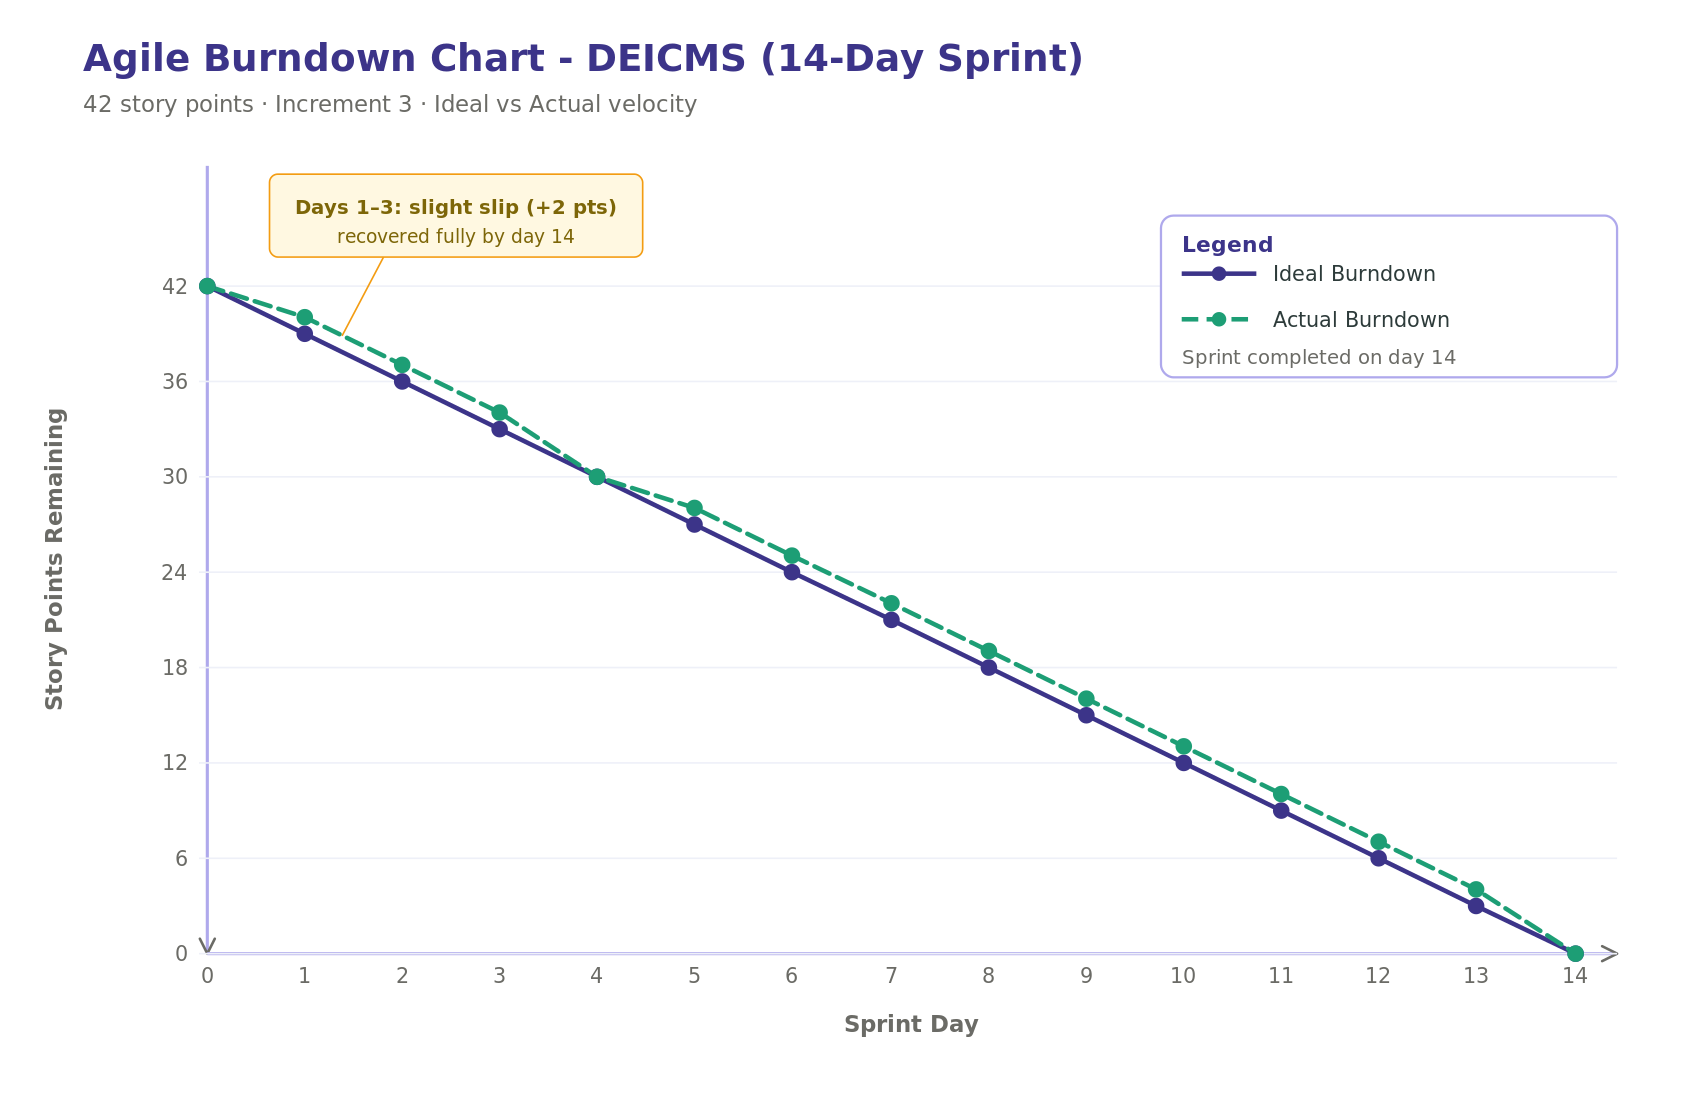 Agile Burndown Chart - DEICMS (14-Day Sprint)
42 story points · Increment 3 · Ideal vs Actual velocity
Days 1–3: slight slip (+2 pts)
recovered fully by day 14
Legend
Ideal Burndown
Actual Burndown
Sprint completed on day 14
Story Points Remaining
42
36
30
24
18
12
6
0
0 1 2 3 4 5 6 7 8 9 10 11 12 13 14
Sprint Day